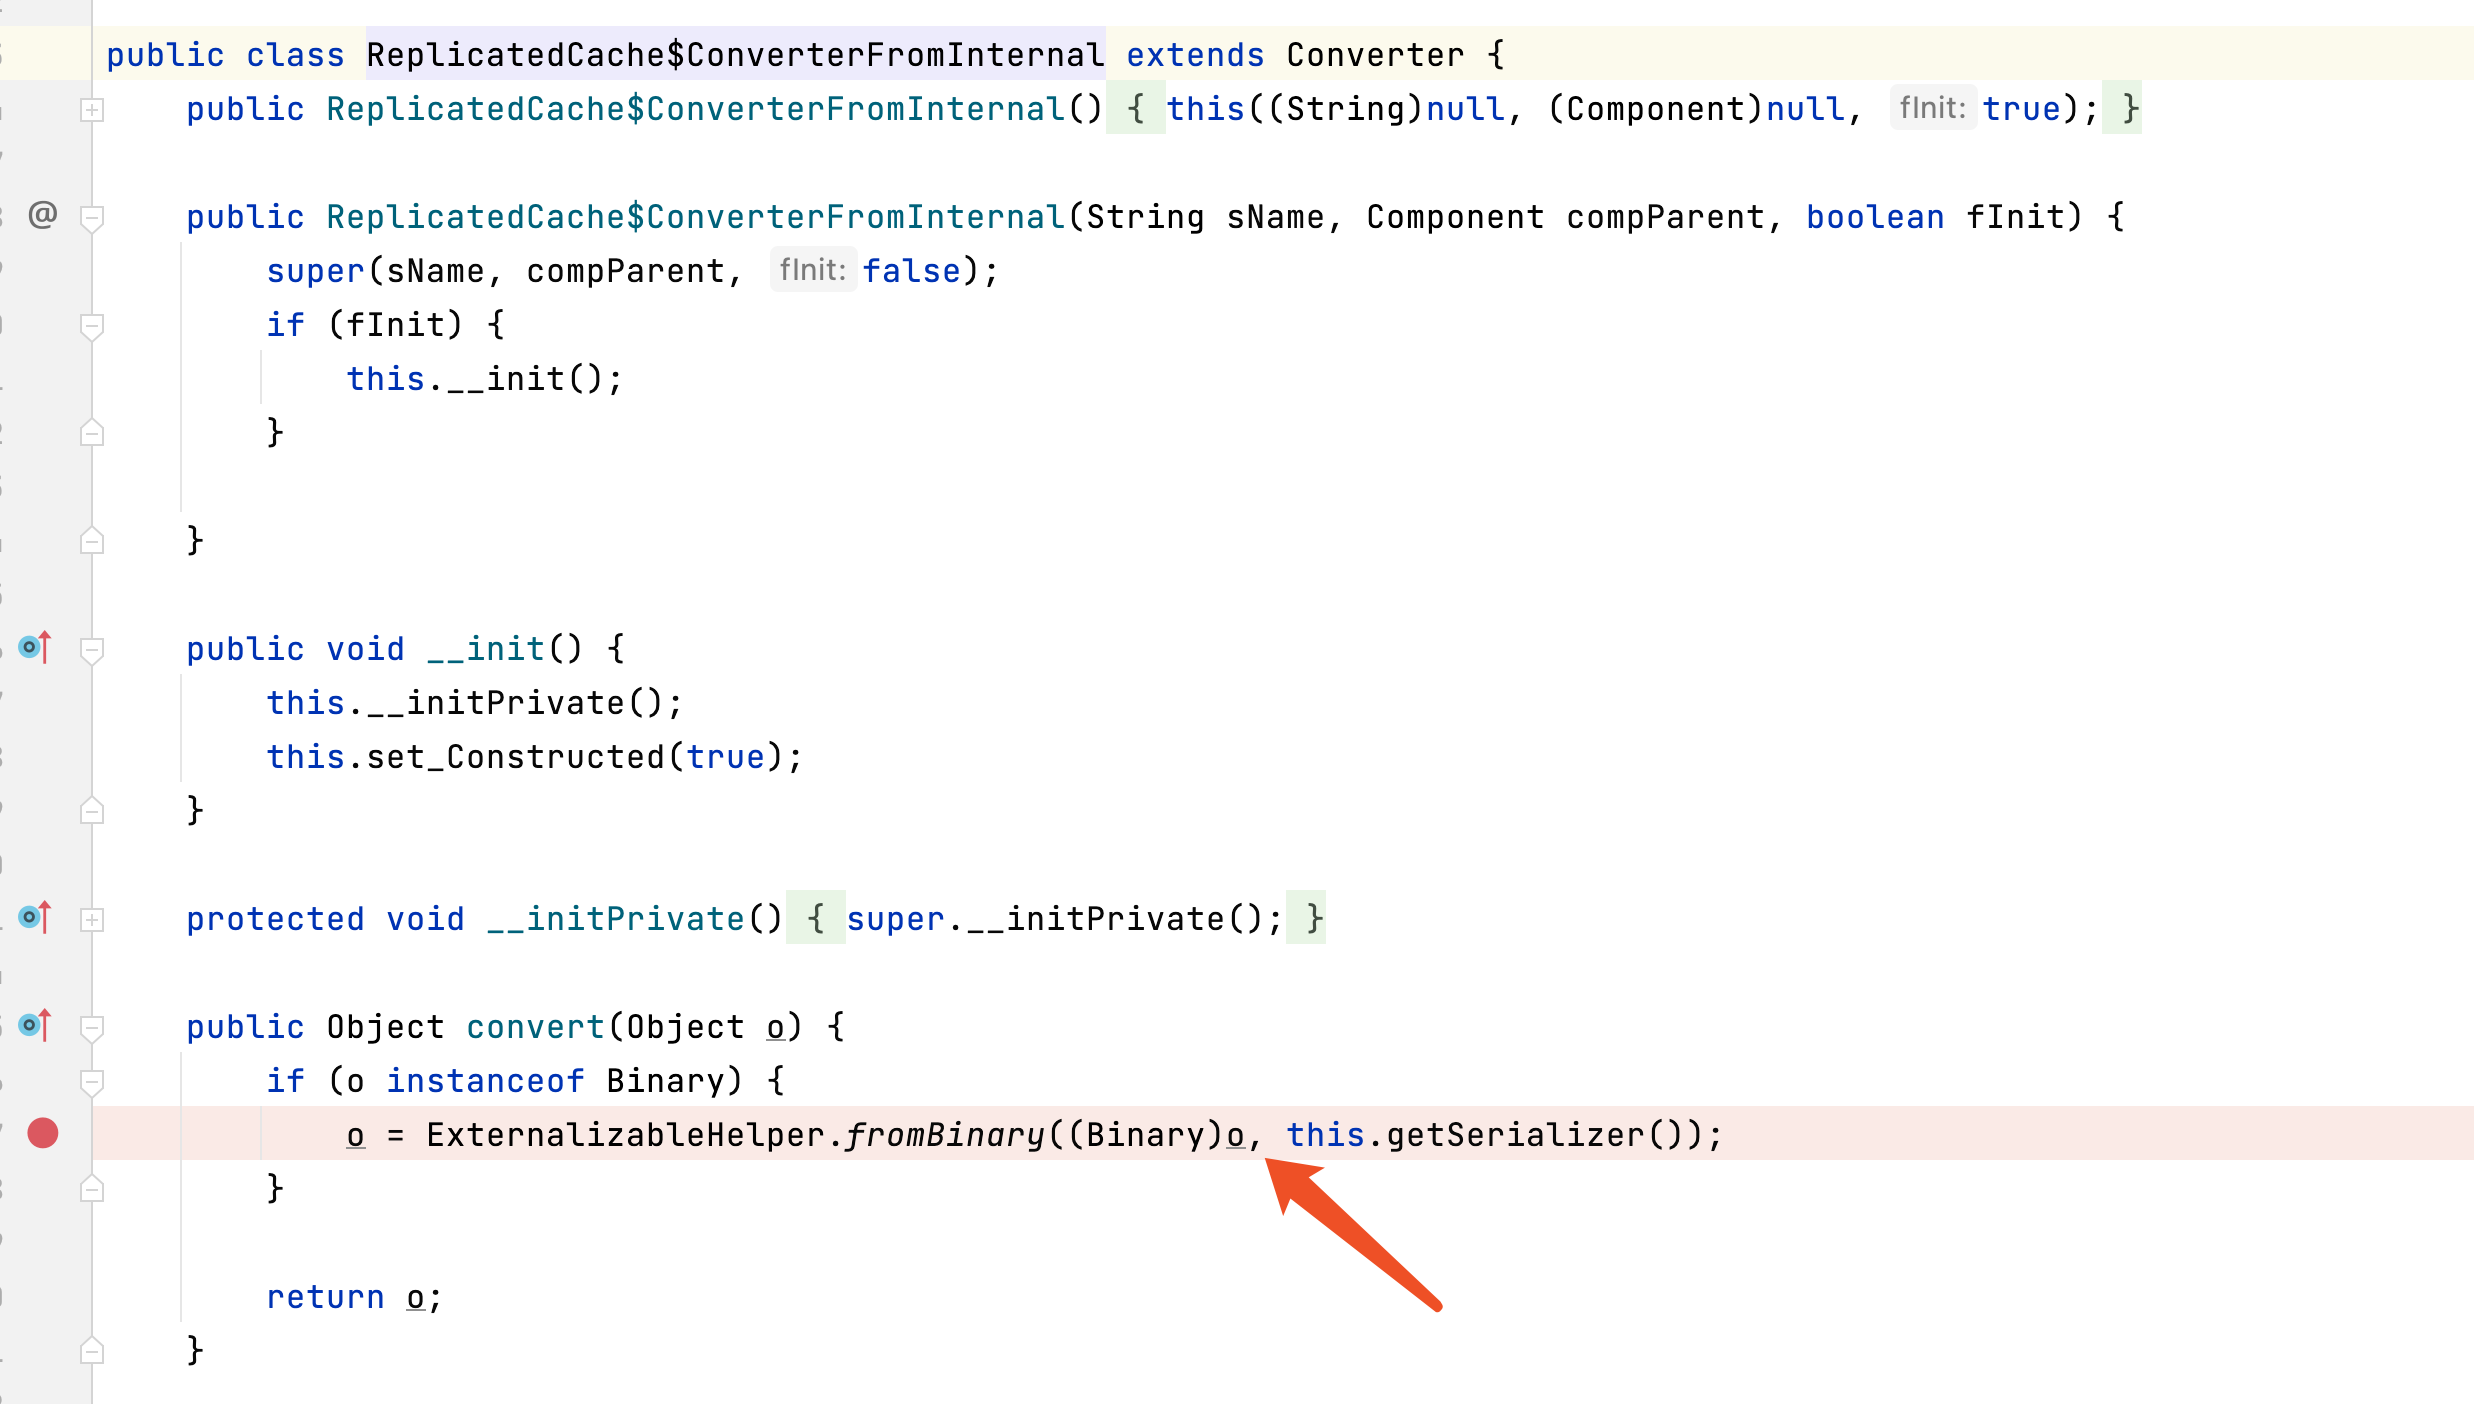 public class ReplicatedCache$ConverterFromInternal extends Converter {
public ReplicatedCache$ConverterFromInternal() { this((String)null, (Component)null, fInit: true); }
@ public ReplicatedCache$ConverterFromInternal(String sName, Component compParent, boolean fInit) {
super(sName, compParent, fInit: false);
if (fInit) {
this.__init();
}
}
public void __init() {
this.__initPrivate();
this.set_Constructed(true);
}
protected void __initPrivate() { super.__initPrivate(); }
public Object convert(Object o) {
if (o instanceof Binary) {
o = ExternalizableHelper.fromBinary((Binary)o, this.getSerializer());
}
return o;
}